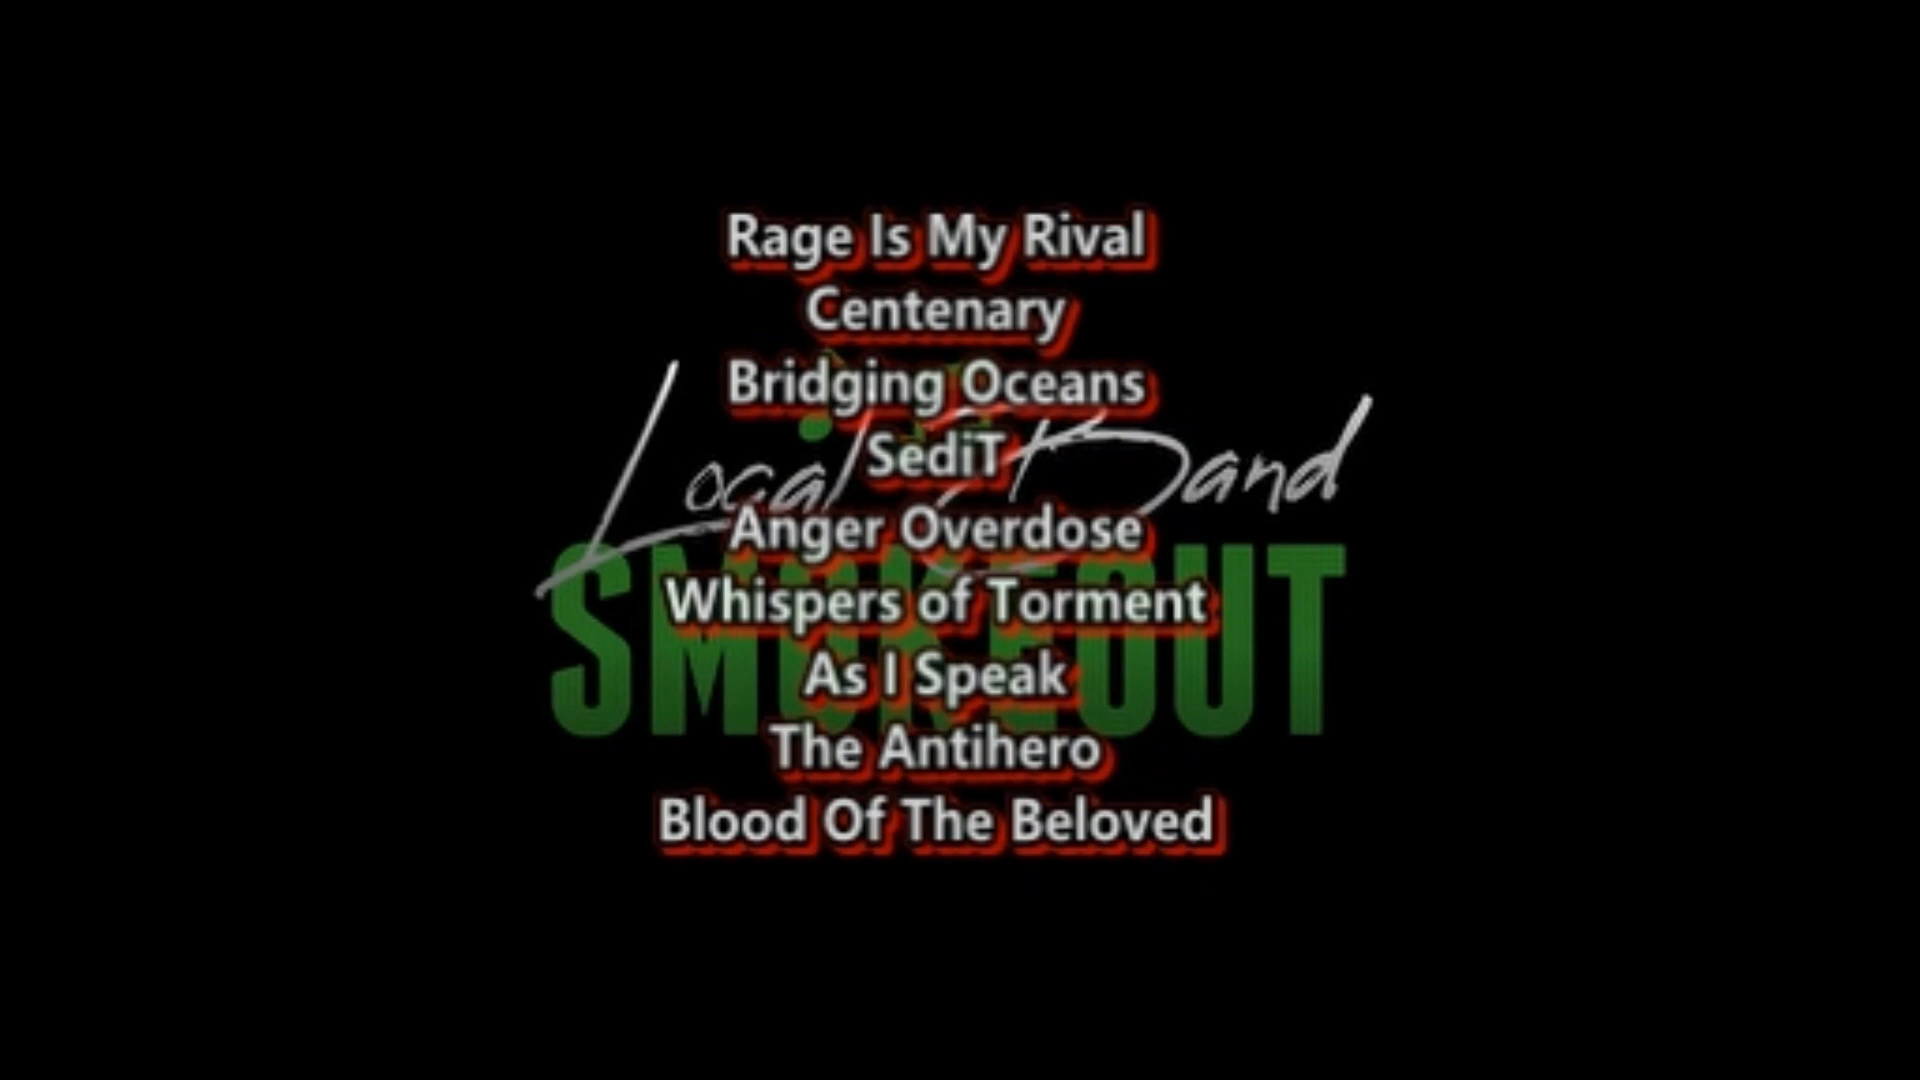 Rage Is My Rival
Centenary
Bridging Oceans
SediT
Anger Overdose
Whispers of Torment
As I Speak
The Antihero
Blood Of The Beloved
Local Band
SMOKEOUT